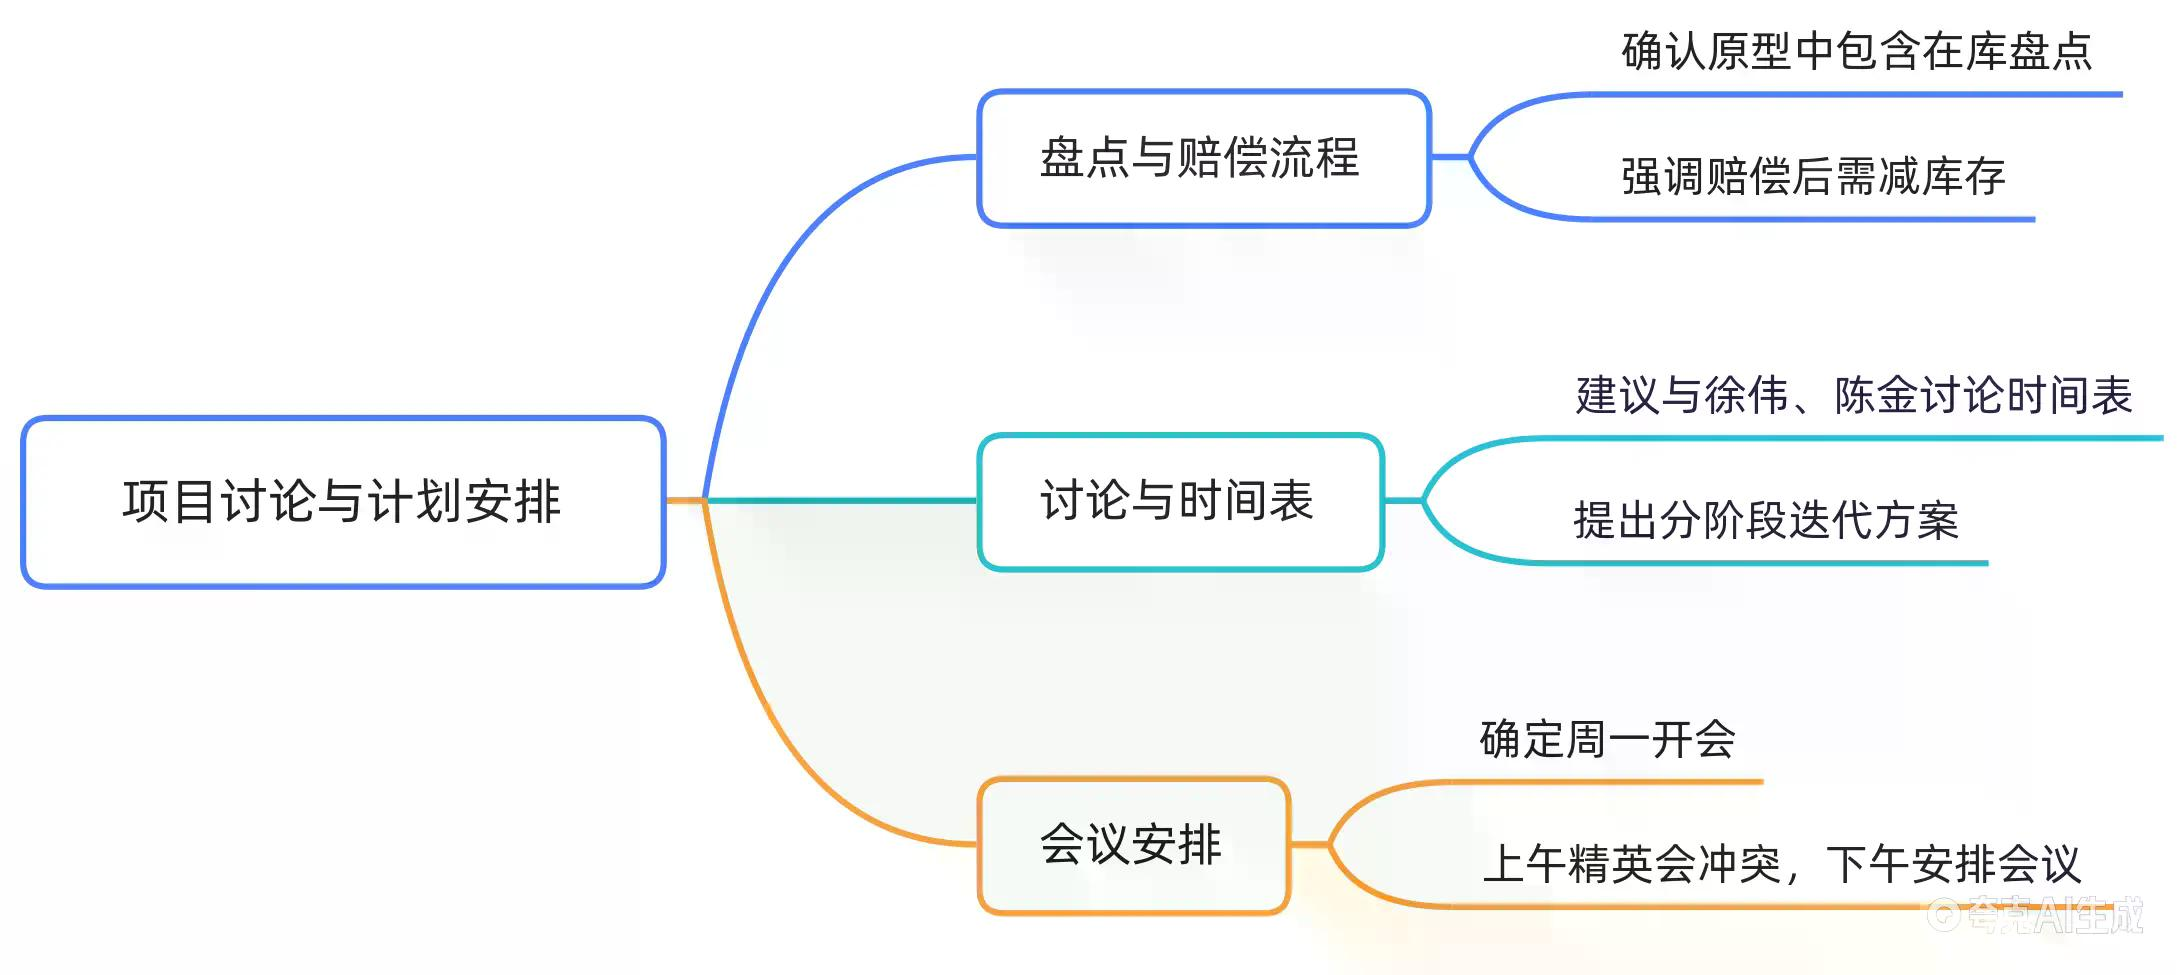 项目讨论与计划安排
盘点与赔偿流程
确认原型中包含在库盘点
强调赔偿后需减库存
讨论与时间表
建议与徐伟、陈金讨论时间表
提出分阶段迭代方案
会议安排
确定周一开会
上午精英会冲突，下午安排会议
夸克AI生成